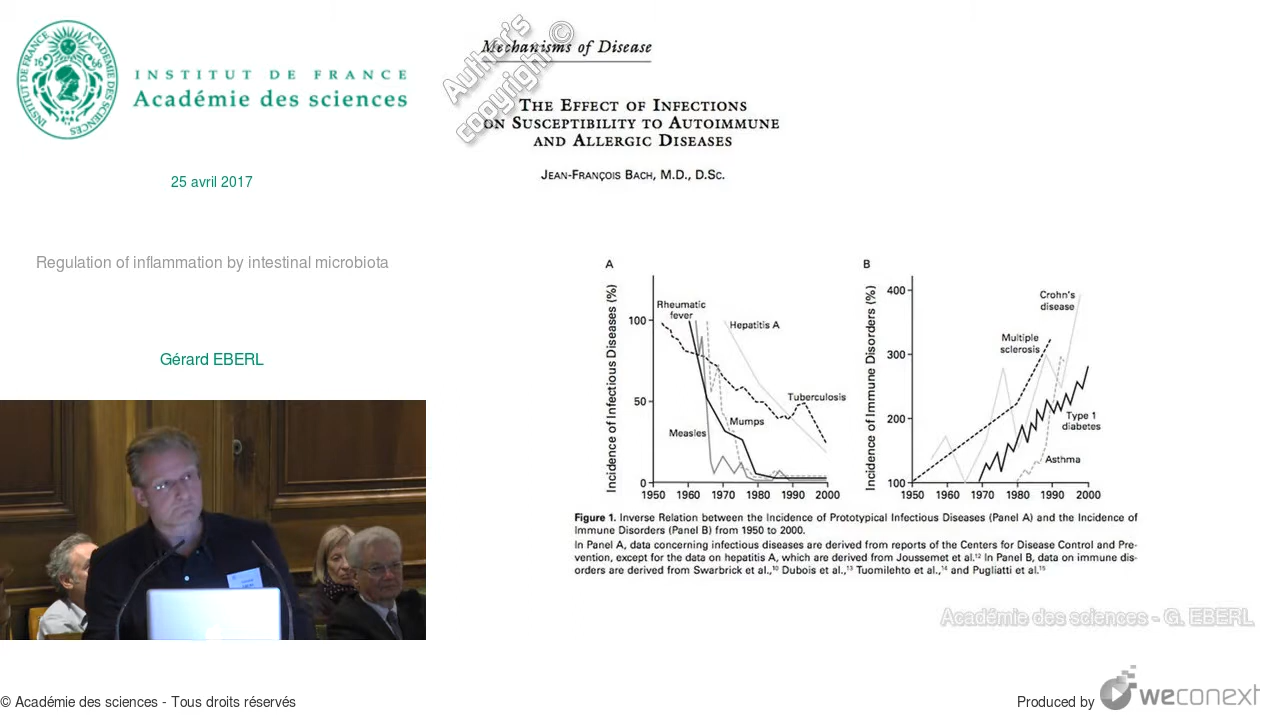 INSTITUT DE FRANCE
ACADÉMIE DES SCIENCES
1666
INSTITUT DE FRANCE
Académie des sciences
25 avril 2017
Regulation of inflammation by intestinal microbiota
Gérard EBERL
Author's
copyright ©
Mechanisms of Disease
THE EFFECT OF INFECTIONS
ON SUSCEPTIBILITY TO AUTOIMMUNE
AND ALLERGIC DISEASES
JEAN-FRANÇOIS BACH, M.D., D.SC.
A
Incidence of Infectious Diseases (%)
100
50
0
Rheumatic
fever
Hepatitis A
Tuberculosis
Mumps
Measles
1950 1960 1970 1980 1990 2000
B
Incidence of Immune Disorders (%)
400
300
200
100
Crohn's
disease
Multiple
sclerosis
Type 1
diabetes
Asthma
1950 1960 1970 1980 1990 2000
Figure 1. Inverse Relation between the Incidence of Prototypical Infectious Diseases (Panel A) and the Incidence of
Immune Disorders (Panel B) from 1950 to 2000.
In Panel A, data concerning infectious diseases are derived from reports of the Centers for Disease Control and Pre-
vention, except for the data on hepatitis A, which are derived from Joussemet et al.¹² In Panel B, data on immune dis-
orders are derived from Swarbrick et al.,¹⁰ Dubois et al.,¹³ Tuomilehto et al.,¹⁴ and Pugliatti et al.¹⁵
Académie des sciences - G. EBERL
© Académie des sciences - Tous droits réservés
Produced by weconext